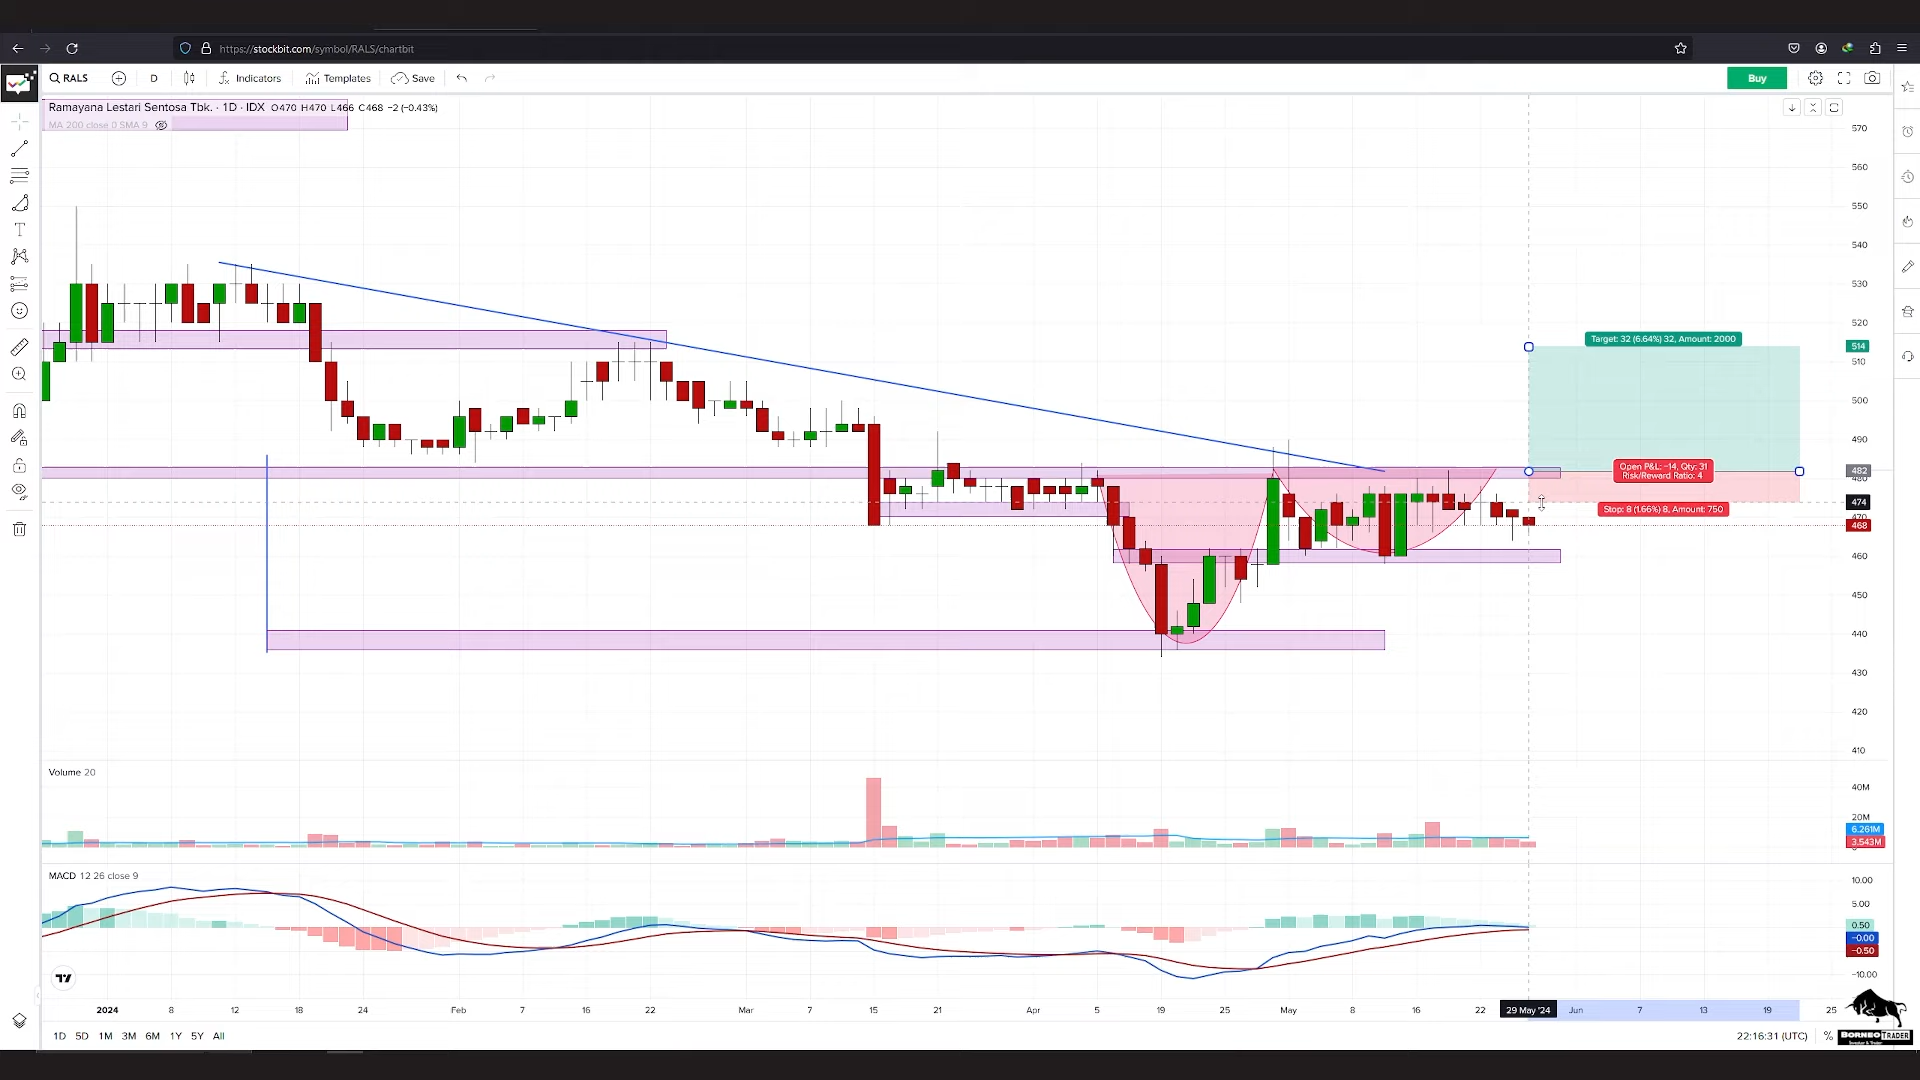 https://stockbit.com/symbol/RALS/chartbit
RALS D Indicators Templates Save Buy
Ramayana Lestari Sentosa Tbk. · 1D · IDX O470 H470 L466 C468 −2 (−0.43%)
MA 200 close 0 SMA 9
570
560
550
540
530
520
Target: 32 (6.64%) 32, Amount: 2000
514
510
500
490
Open P&L: −14, Qty: 31
Risk/Reward Ratio: 4
482
480
474
Stop: 8 (1.66%) 8, Amount: 750
470
468
460
450
440
430
420
410
Volume 20
40M
20M
6.261M
3.543M
MACD 12 26 close 9
10.00
5.00
0.50
−0.00
−0.50
−10.00
2024 8 12 18 24 Feb 7 16 22 Mar 7 15 21 Apr 5 19 25 May 8 16 22 29 May '24 Jun 7 13 19 25
1D 5D 1M 3M 6M 1Y 5Y All
22:16:31 (UTC) %
BORNEO TRADER
Investor & Trader